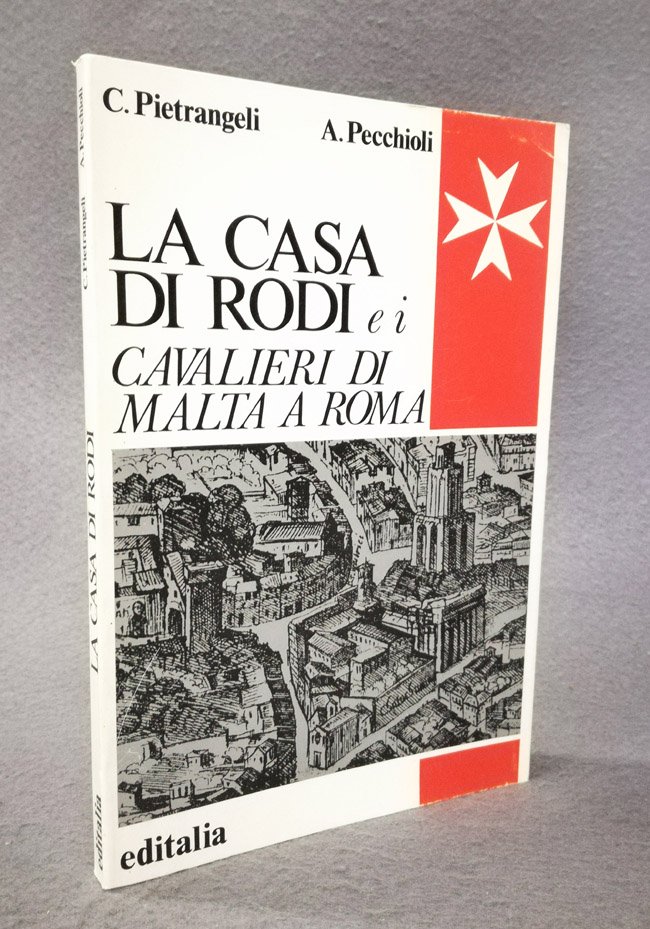 C. Pietrangeli
A. Pecchioli
LA CASA
DI RODI e i
CAVALIERI DI
MALTA A ROMA
editalia
C. Pietrangeli A. Pecchioli
LA CASA DI RODI
editalia